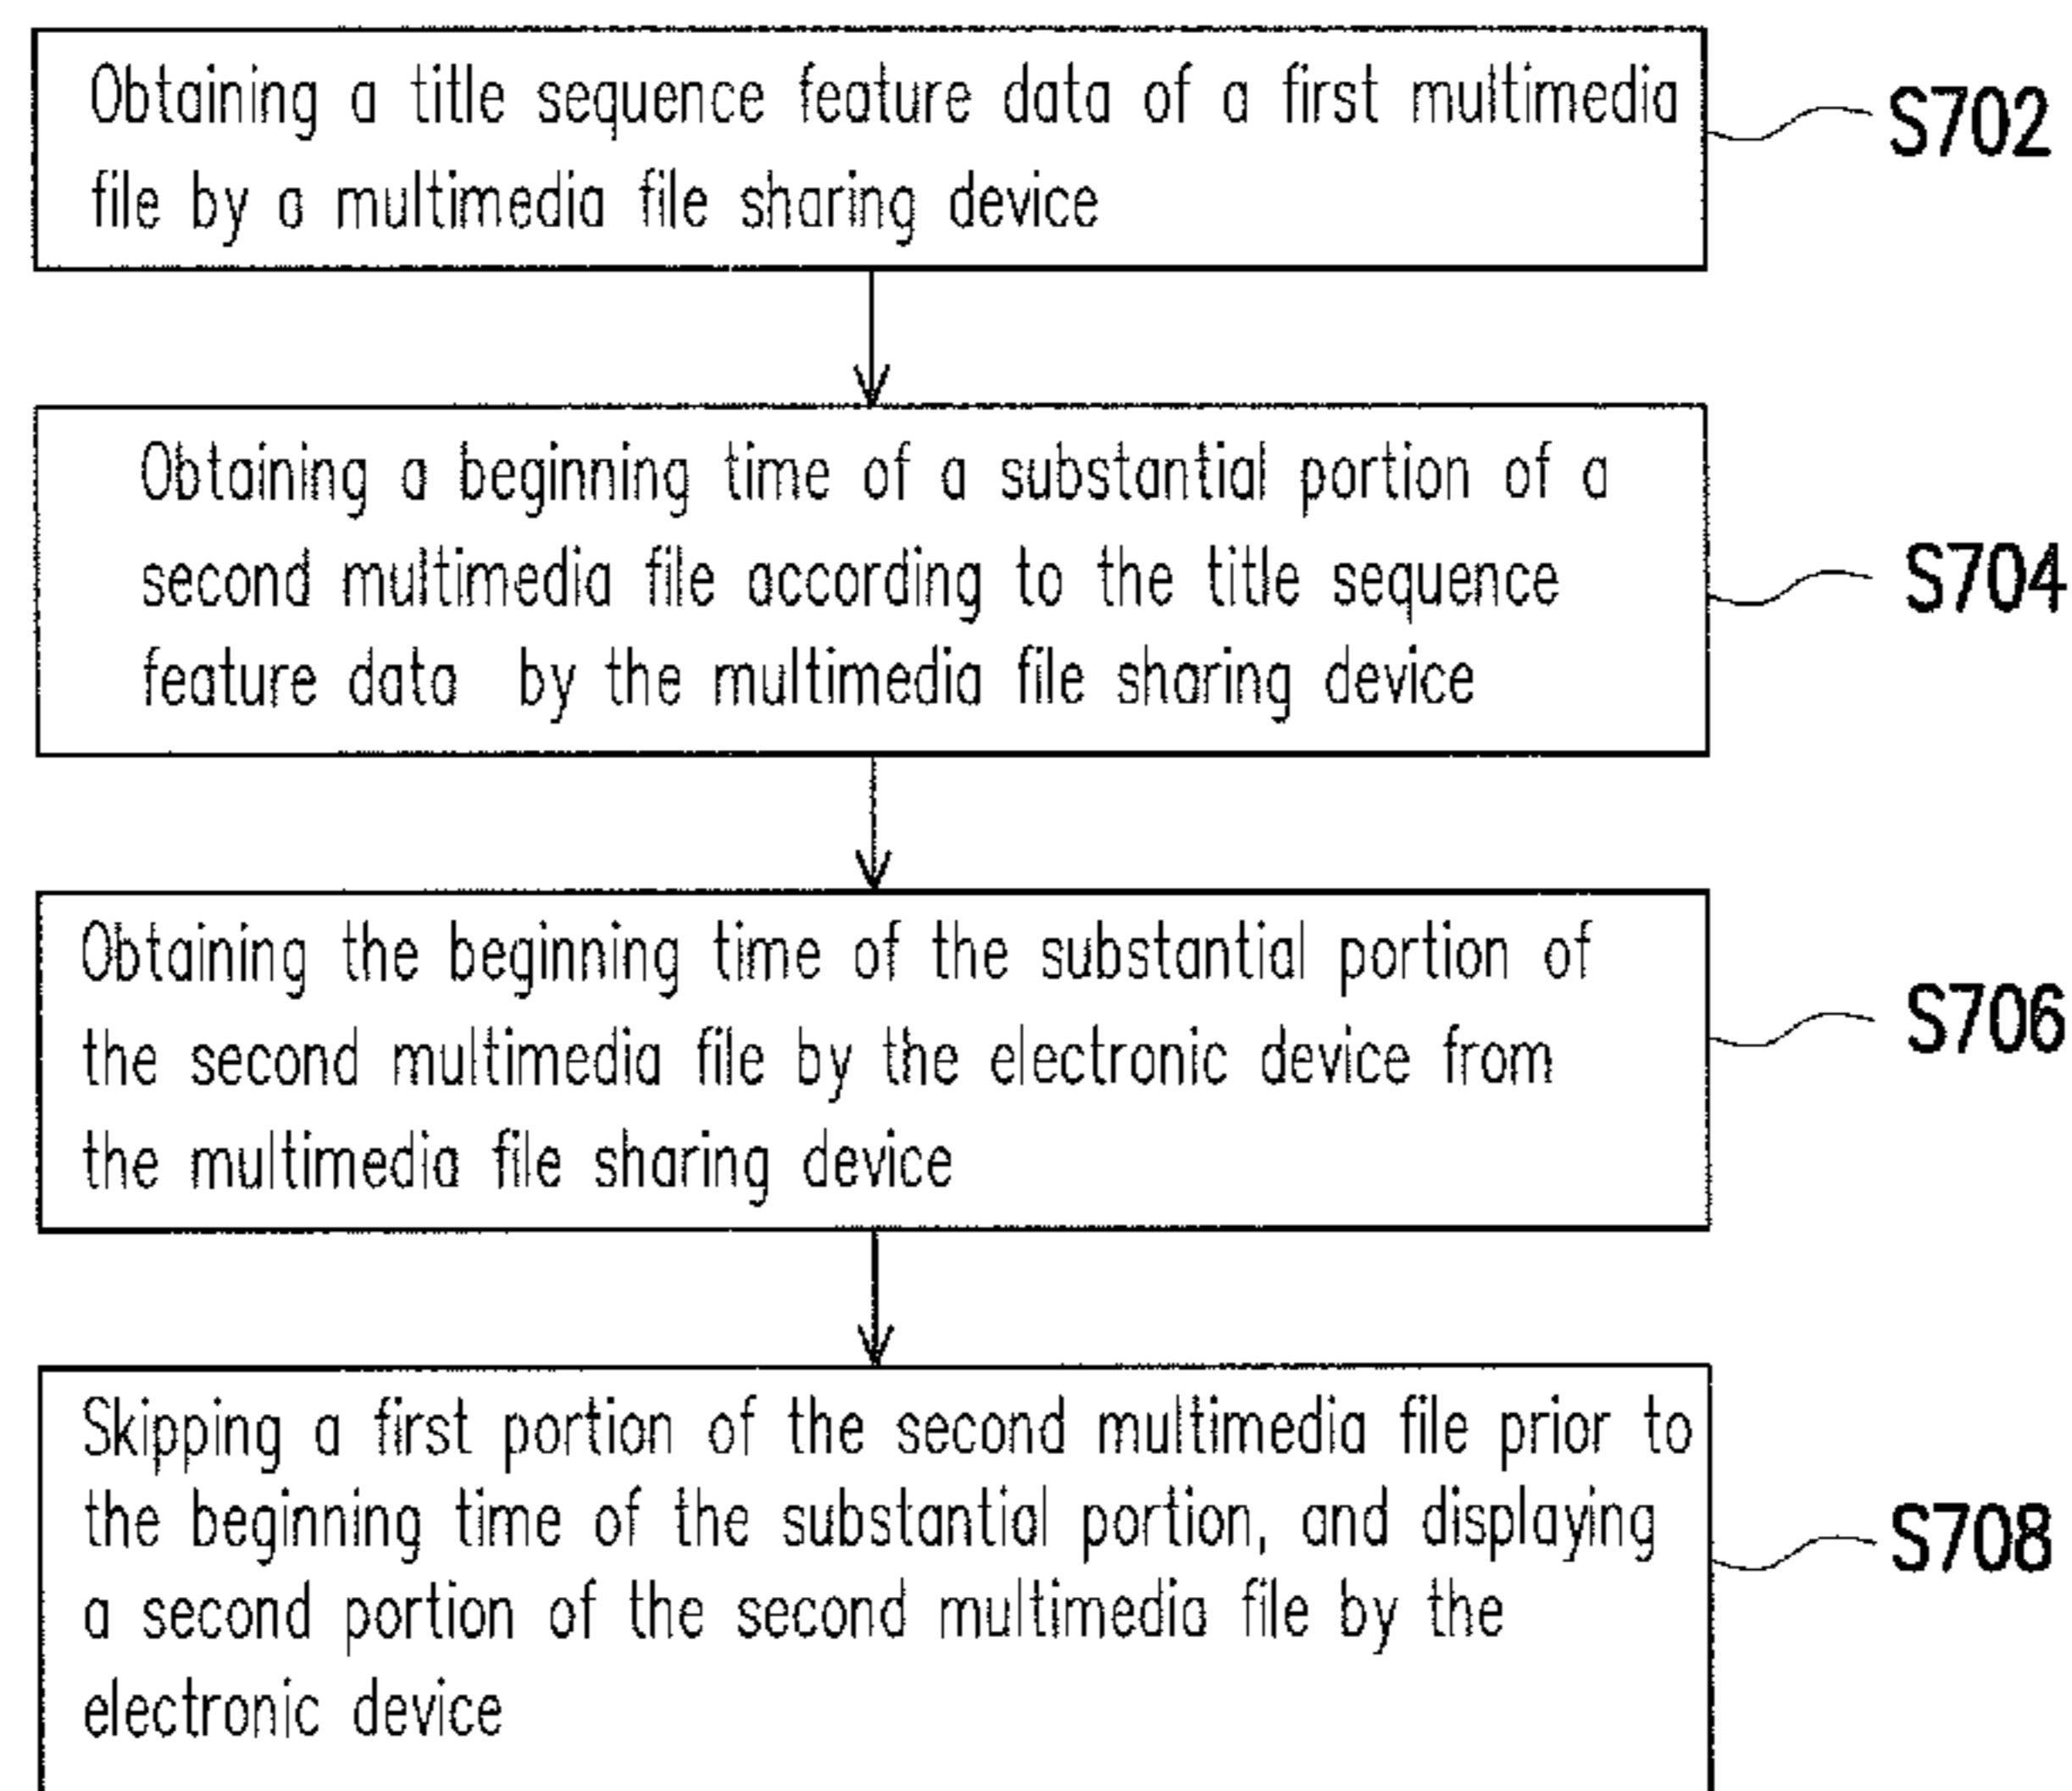 Obtaining a title sequence feature data of a first multimedia
file by a multimedia file sharing device
S702
Obtaining a beginning time of a substantial portion of a
second multimedia file according to the title sequence
feature data by the multimedia file sharing device
S704
Obtaining the beginning time of the substantial portion of
the second multimedia file by the electronic device from
the multimedia file sharing device
S706
Skipping a first portion of the second multimedia file prior to
the beginning time of the substantial portion, and displaying
a second portion of the second multimedia file by the
electronic device
S708